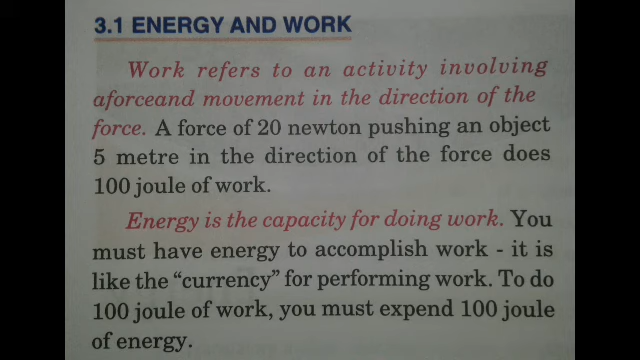 3.1 ENERGY AND WORK
Work refers to an activity involving
aforceand movement in the direction of the
force. A force of 20 newton pushing an object
5 metre in the direction of the force does
100 joule of work.
Energy is the capacity for doing work. You
must have energy to accomplish work - it is
like the “currency” for performing work. To do
100 joule of work, you must expend 100 joule
of energy.